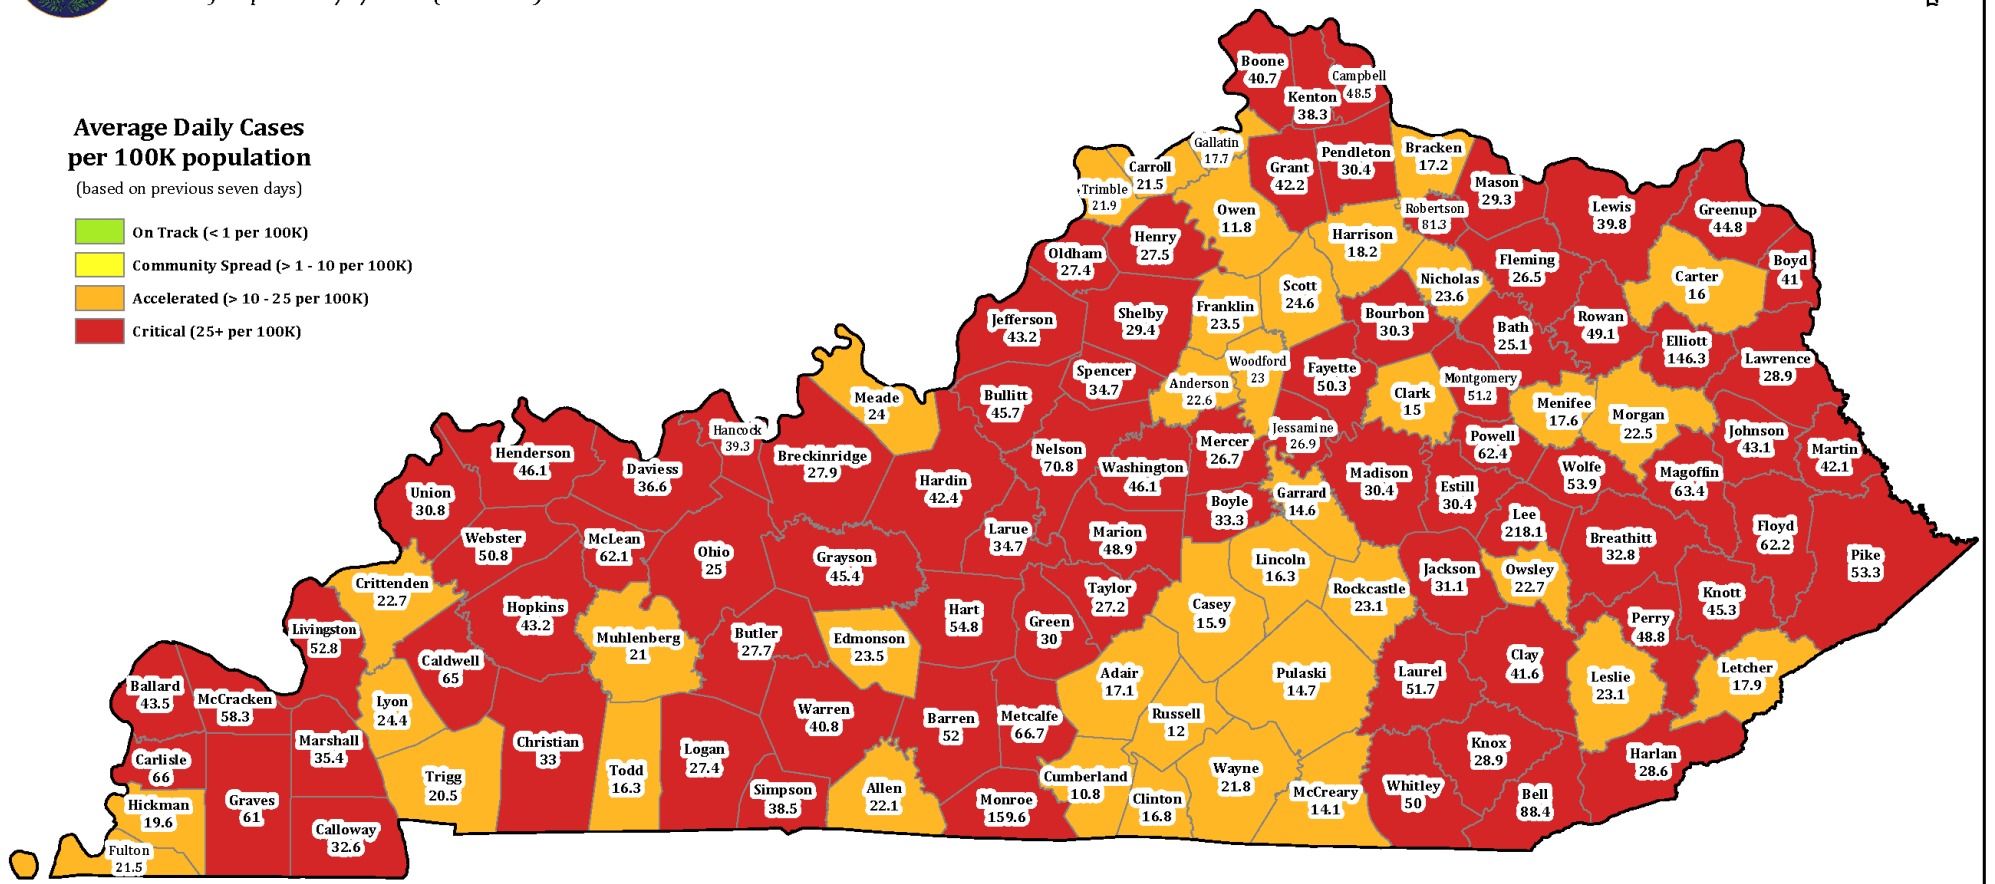 Average Daily Cases
per 100K population
(based on previous seven days)
On Track (< 1 per 100K)
Community Spread (> 1 - 10 per 100K)
Accelerated (> 10 - 25 per 100K)
Critical (25+ per 100K)
Boone
40.7
Kenton
38.3
Campbell
48.5
Gallatin
17.7
Carroll
21.5
Trimble
21.9
Grant
42.2
Pendleton
30.4
Bracken
17.2
Mason
29.3
Robertson
81.3
Lewis
39.8
Greenup
44.8
Boyd
41
Carter
16
Owen
11.8
Henry
27.5
Oldham
27.4
Harrison
18.2
Nicholas
23.6
Fleming
26.5
Scott
24.6
Franklin
23.5
Shelby
29.4
Jefferson
43.2
Bourbon
30.3
Bath
25.1
Rowan
49.1
Elliott
146.3
Lawrence
28.9
Spencer
34.7
Bullitt
45.7
Anderson
22.6
Woodford
23
Fayette
50.3
Clark
15
Montgomery
51.2
Menifee
17.6
Morgan
22.5
Johnson
43.1
Martin
42.1
Meade
24
Hancock
39.3
Breckinridge
27.9
Daviess
36.6
Henderson
46.1
Union
30.8
Webster
50.8
McLean
62.1
Ohio
25
Grayson
45.4
Hardin
42.4
Nelson
70.8
Washington
46.1
Mercer
26.7
Jessamine
26.9
Garrard
14.6
Madison
30.4
Estill
30.4
Powell
62.4
Wolfe
53.9
Magoffin
63.4
Floyd
62.2
Pike
53.3
Larue
34.7
Marion
48.9
Boyle
33.3
Lincoln
16.3
Rockcastle
23.1
Jackson
31.1
Lee
218.1
Owsley
22.7
Breathitt
32.8
Knott
45.3
Perry
48.8
Letcher
17.9
Leslie
23.1
Clay
41.6
Laurel
51.7
Pulaski
14.7
Casey
15.9
Taylor
27.2
Green
30
Hart
54.8
Edmonson
23.5
Butler
27.7
Muhlenberg
21
Hopkins
43.2
Crittenden
22.7
Livingston
52.8
Caldwell
65
Lyon
24.4
Trigg
20.5
Christian
33
Todd
16.3
Logan
27.4
Warren
40.8
Simpson
38.5
Allen
22.1
Barren
52
Metcalfe
66.7
Monroe
159.6
Adair
17.1
Russell
12
Cumberland
10.8
Clinton
16.8
Wayne
21.8
McCreary
14.1
Whitley
50
Knox
28.9
Bell
88.4
Harlan
28.6
Ballard
43.5
McCracken
58.3
Marshall
35.4
Carlisle
66
Hickman
19.6
Graves
61
Calloway
32.6
Fulton
21.5